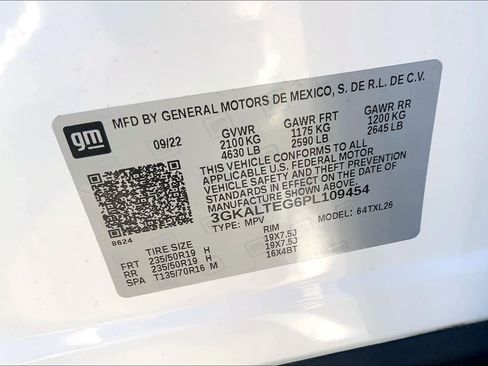 gm
MFD BY GENERAL MOTORS DE MEXICO, S. DE R.L. DE C.V.
09/22 GVWR GAWR FRT GAWR RR
2100 KG 1175 KG 1200 KG
4630 LB 2590 LB 2645 LB
THIS VEHICLE CONFORMS TO ALL
APPLICABLE U.S. FEDERAL MOTOR
VEHICLE SAFETY AND THEFT PREVENTION
STANDARDS IN EFFECT ON THE DATE OF
MANUFACTURE SHOWN ABOVE.
3GKALTEG6PL109454
8624 TYPE: MPV MODEL: 64TXL26
TIRE SIZE RIM
FRT 235/50R19 H 19X7.5J
RR 235/50R19 H 19X7.5J
SPA T135/70R16 M 16X4BT